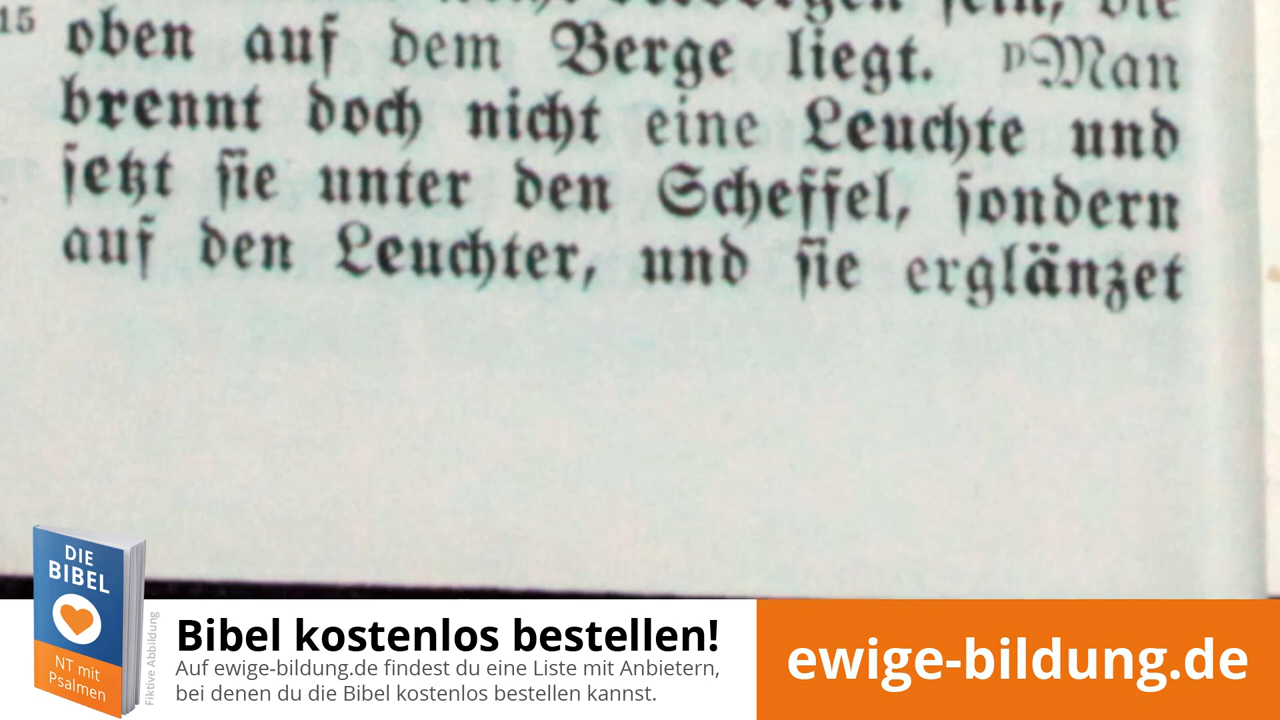 15 oben auf dem Berge liegt. pMan
brennt doch nicht eine Leuchte und
setzt sie unter den Scheffel, sondern
auf den Leuchter, und sie erglänzet
DIE
BIBEL
NT mit
Psalmen
Fiktive Abbildung
Bibel kostenlos bestellen!
Auf ewige-bildung.de findest du eine Liste mit Anbietern,
bei denen du die Bibel kostenlos bestellen kannst.
ewige-bildung.de